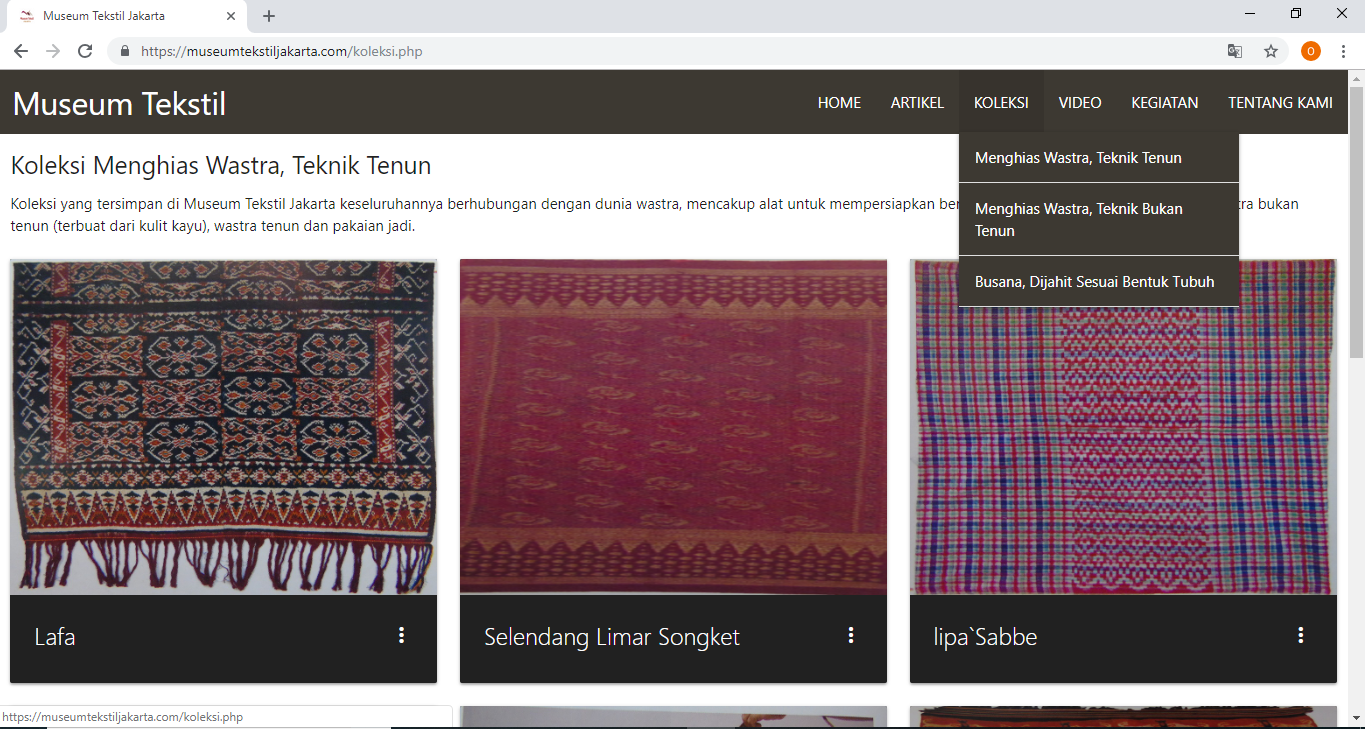 Museum Tekstil Jakarta
https://museumtekstiljakarta.com/koleksi.php
O
Museum Tekstil
HOME
ARTIKEL
KOLEKSI
VIDEO
KEGIATAN
TENTANG KAMI
Menghias Wastra, Teknik Tenun
Menghias Wastra, Teknik Bukan
Tenun
Busana, Dijahit Sesuai Bentuk Tubuh
Koleksi Menghias Wastra, Teknik Tenun
Koleksi yang tersimpan di Museum Tekstil Jakarta keseluruhannya berhubungan dengan dunia wastra, mencakup alat untuk mempersiapkan bukan
tenun (terbuat dari kulit kayu), wastra tenun dan pakaian jadi.
Lafa
Selendang Limar Songket
lipa`Sabbe
https://museumtekstiljakarta.com/koleksi.php